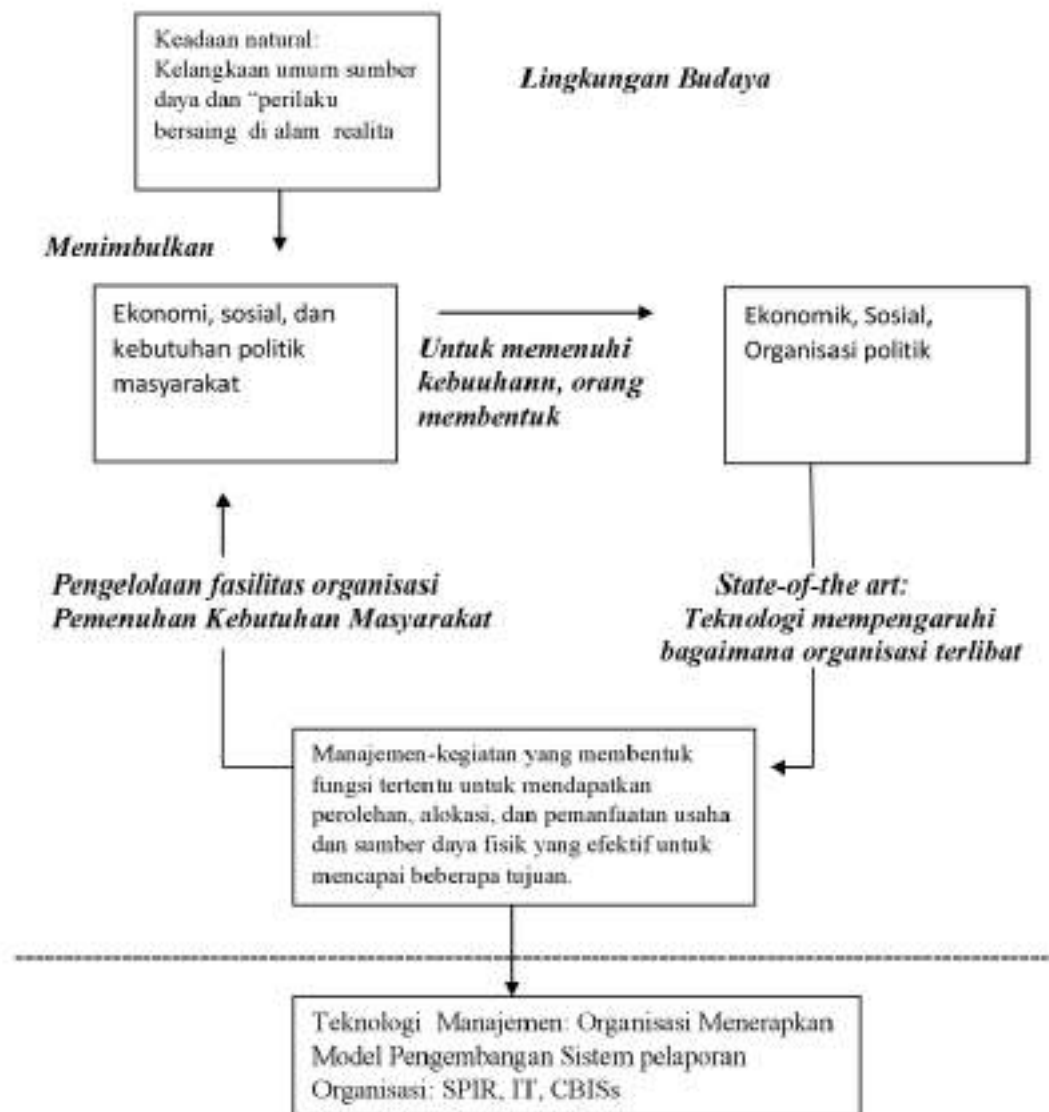 Keadaan natural:
Kelangkaan umum sumber
daya dan “perilaku
bersaing di alam realita
Lingkungan Budaya
Menimbulkan
Ekonomi, sosial, dan
kebutuhan politik
masyarakat
Untuk memenuhi
kebuuhann, orang
membentuk
Ekonomik, Sosial,
Organisasi politik
Pengelolaan fasilitas organisasi
Pemenuhan Kebutuhan Masyarakat
State-of-the art:
Teknologi mempengaruhi
bagaimana organisasi terlibat
Manajemen-kegiatan yang membentuk
fungsi tertentu untuk mendapatkan
perolehan, alokasi, dan pemanfaatan usaha
dan sumber daya fisik yang efektif untuk
mencapai beberapa tujuan.
Teknologi Manajemen: Organisasi Menerapkan
Model Pengembangan Sistem pelaporan
Organisasi: SPIR, IT, CBISs